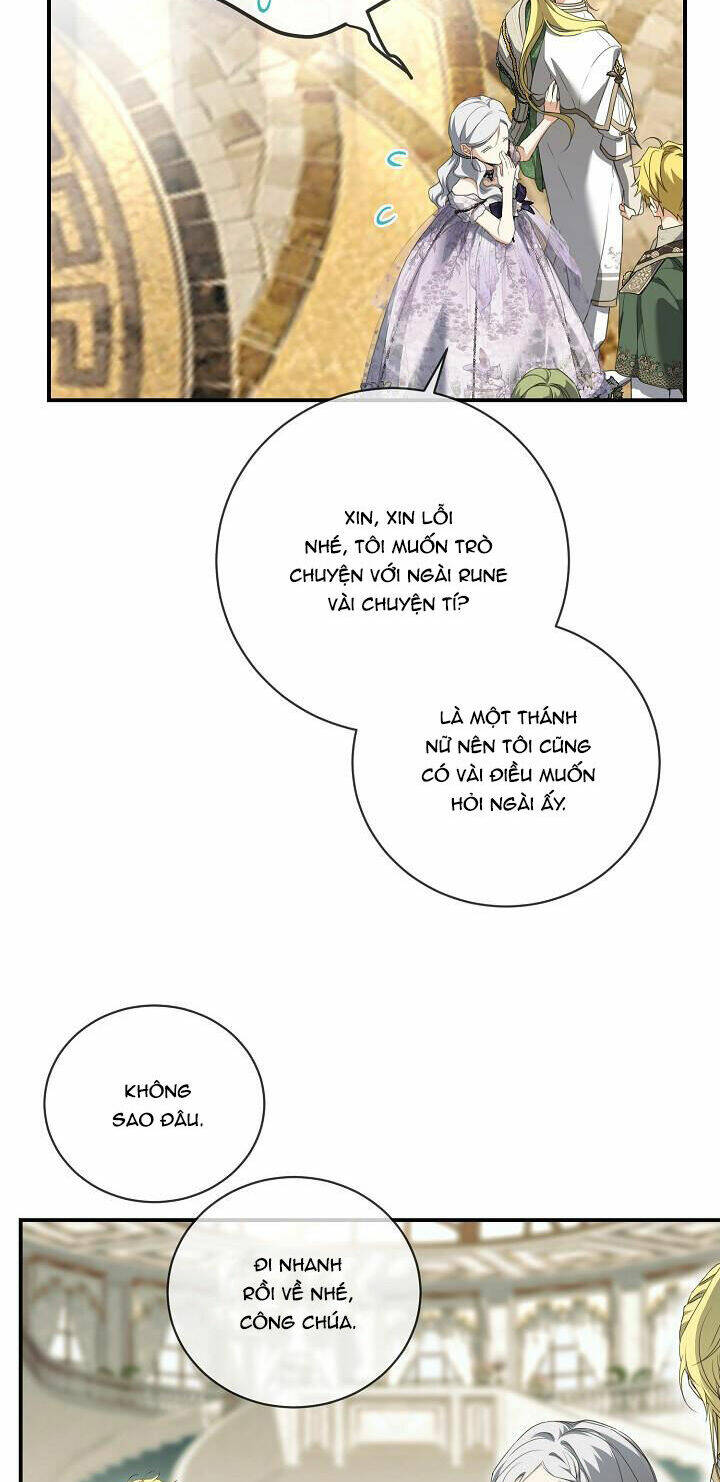 XIN, XIN LỖI
NHÉ, TÔI MUỐN TRÒ
CHUYỆN VỚI NGÀI RUNE
VÀI CHUYỆN TÍ?
LÀ MỘT THÁNH
NỮ NÊN TÔI CŨNG
CÓ VÀI ĐIỀU MUỐN
HỎI NGÀI ẤY.
KHÔNG
SAO ĐÂU.
ĐI NHANH
RỒI VỀ NHÉ,
CÔNG CHÚA.